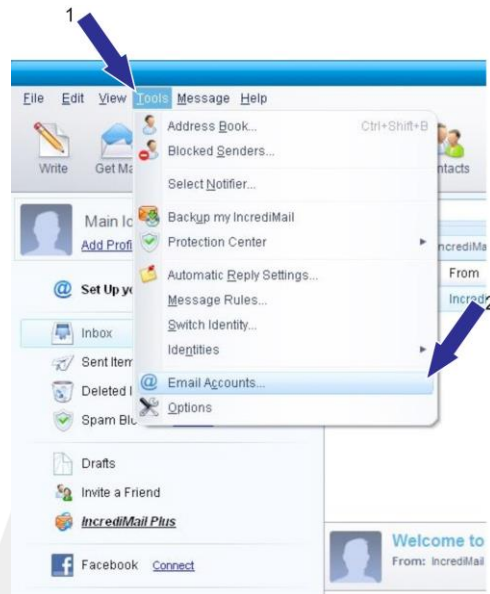 1
File Edit View Tools Message Help
Write Get Ma
ntacts
Address Book... Ctrl+Shift+B
Blocked Senders...
Select Notifier...
Backup my IncrediMail
Protection Center
Automatic Reply Settings...
Message Rules...
Switch Identity...
Identities
Email Accounts...
Options
Main Ic
Add Profi
Set Up yo
Inbox
Sent Item
Deleted I
Spam Blo
Drafts
Invite a Friend
IncrediMail Plus
Facebook Connect
ncrediMa
From
Incredi
2
Welcome to
From: IncrediMail